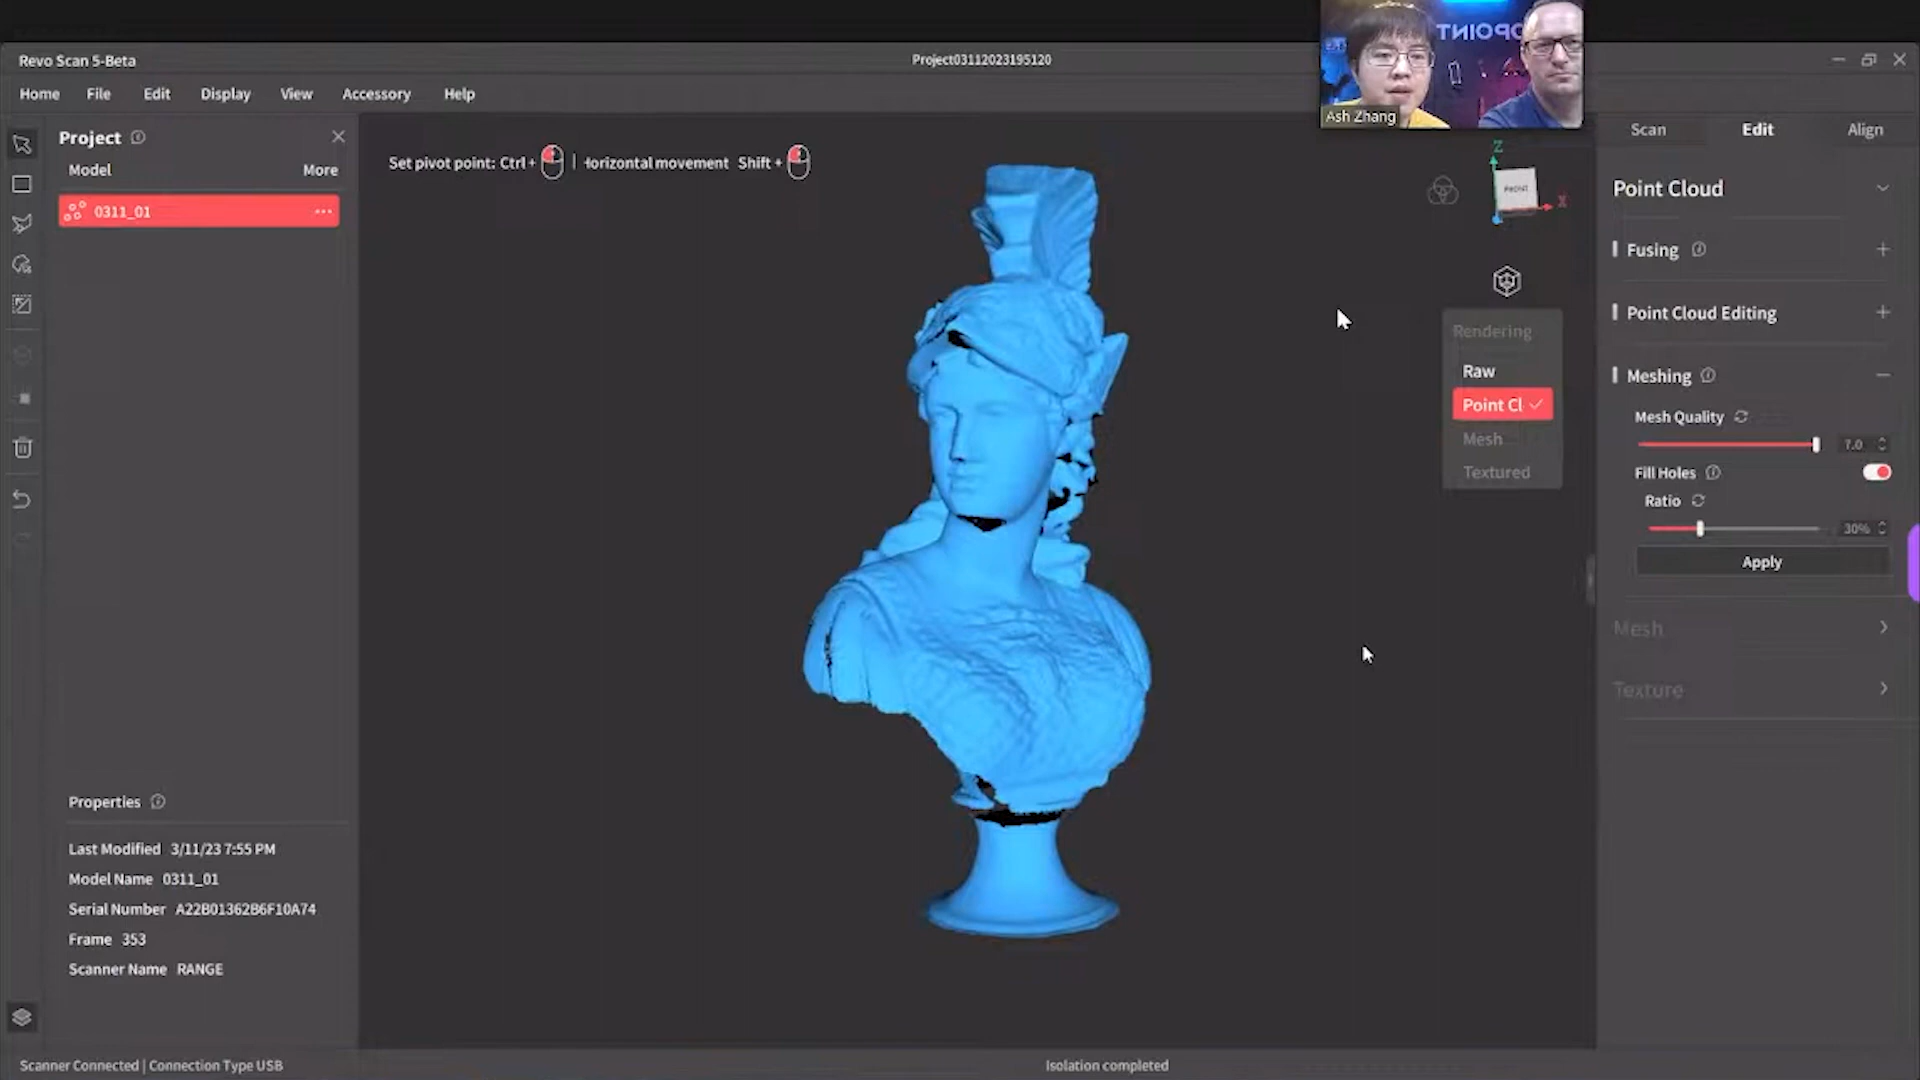 Revo Scan 5-Beta
Project03112023195120
Home File Edit Display View Accessory Help
Ash Zhang
Project
Model More
0311_01
Set pivot point: Ctrl + | Horizontal movement Shift +
Z
FRONT
X
Rendering
Raw
Point Cl
Mesh
Textured
Scan Edit Align
Point Cloud
Fusing
Point Cloud Editing
Meshing
Mesh Quality
7.0
Fill Holes
Ratio
30%
Apply
Mesh
Texture
Properties
Last Modified 3/11/23 7:55 PM
Model Name 0311_01
Serial Number A22B01362B6F10A74
Frame 353
Scanner Name RANGE
Scanner Connected | Connection Type USB
Isolation completed